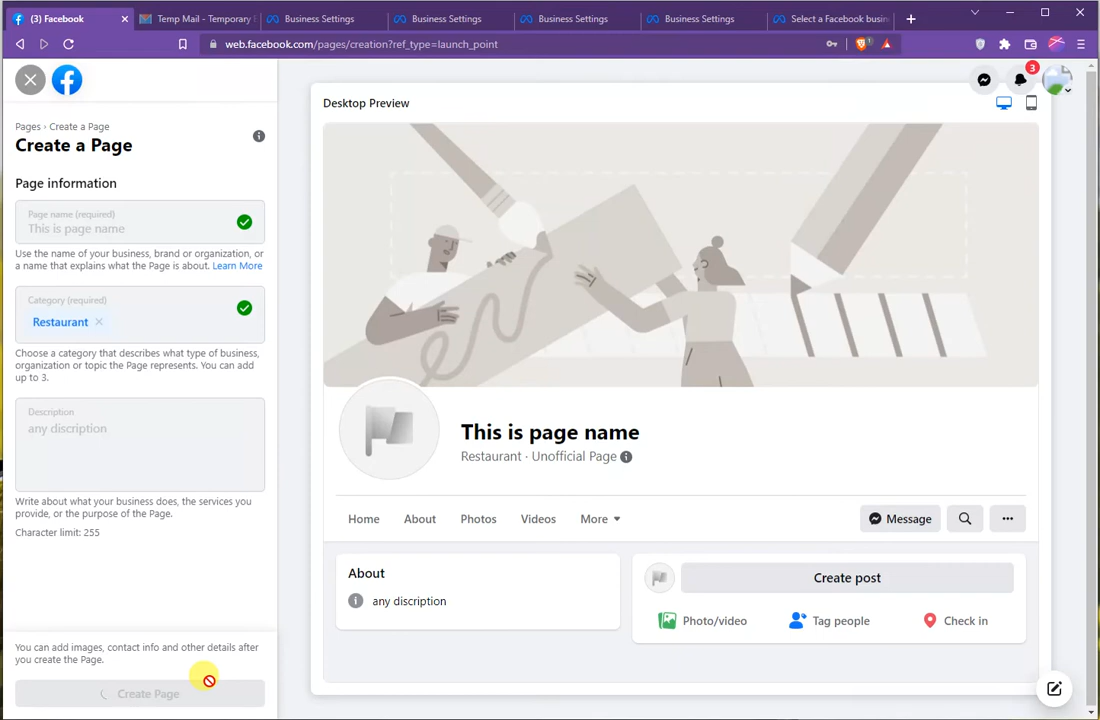 (3) Facebook
Temp Mail - Temporary
Business Settings
Business Settings
Business Settings
Business Settings
Select a Facebook busin
web.facebook.com/pages/creation?ref_type=launch_point
1
3
Pages › Create a Page
Create a Page
Page information
Page name (required)
This is page name
Use the name of your business, brand or organization, or
a name that explains what the Page is about. Learn More
Category (required)
Restaurant
Choose a category that describes what type of business,
organization or topic the Page represents. You can add
up to 3.
Description
any discription
Write about what your business does, the services you
provide, or the purpose of the Page.
Character limit: 255
You can add images, contact info and other details after
you create the Page.
Create Page
Desktop Preview
This is page name
Restaurant · Unofficial Page
Home About Photos Videos More
Message
About
any discription
Create post
Photo/video Tag people Check in